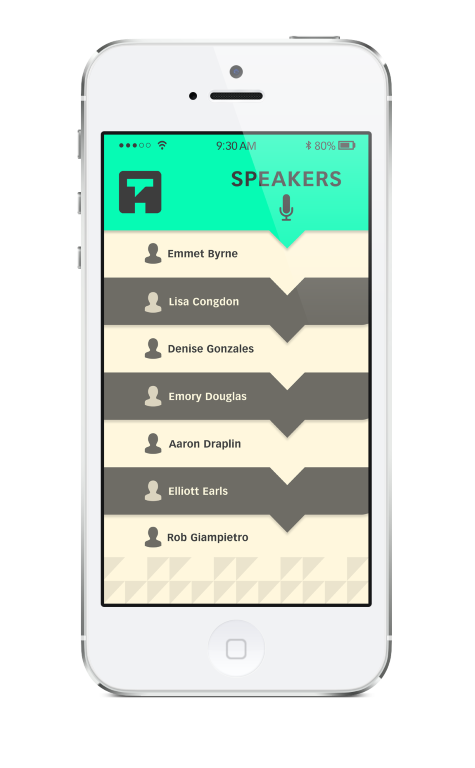 9:30 AM
80%
SPEAKERS
Emmet Byrne
Lisa Congdon
Denise Gonzales
Emory Douglas
Aaron Draplin
Elliott Earls
Rob Giampietro